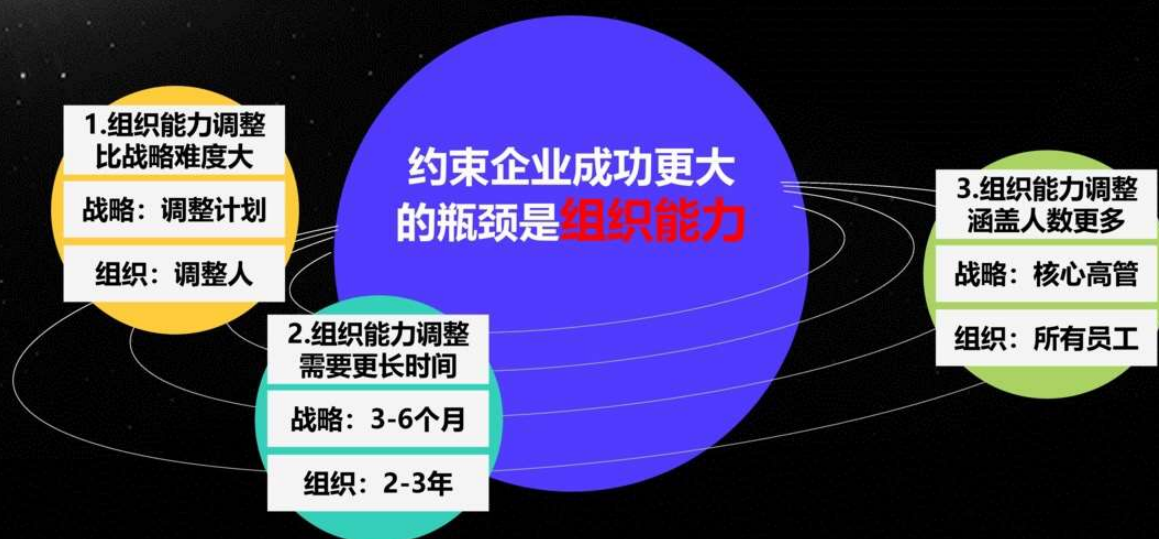 约束企业成功更大
的瓶颈是组织能力
1.组织能力调整
比战略难度大
战略：调整计划
组织：调整人
2.组织能力调整
需要更长时间
战略：3-6个月
组织：2-3年
3.组织能力调整
涵盖人数更多
战略：核心高管
组织：所有员工